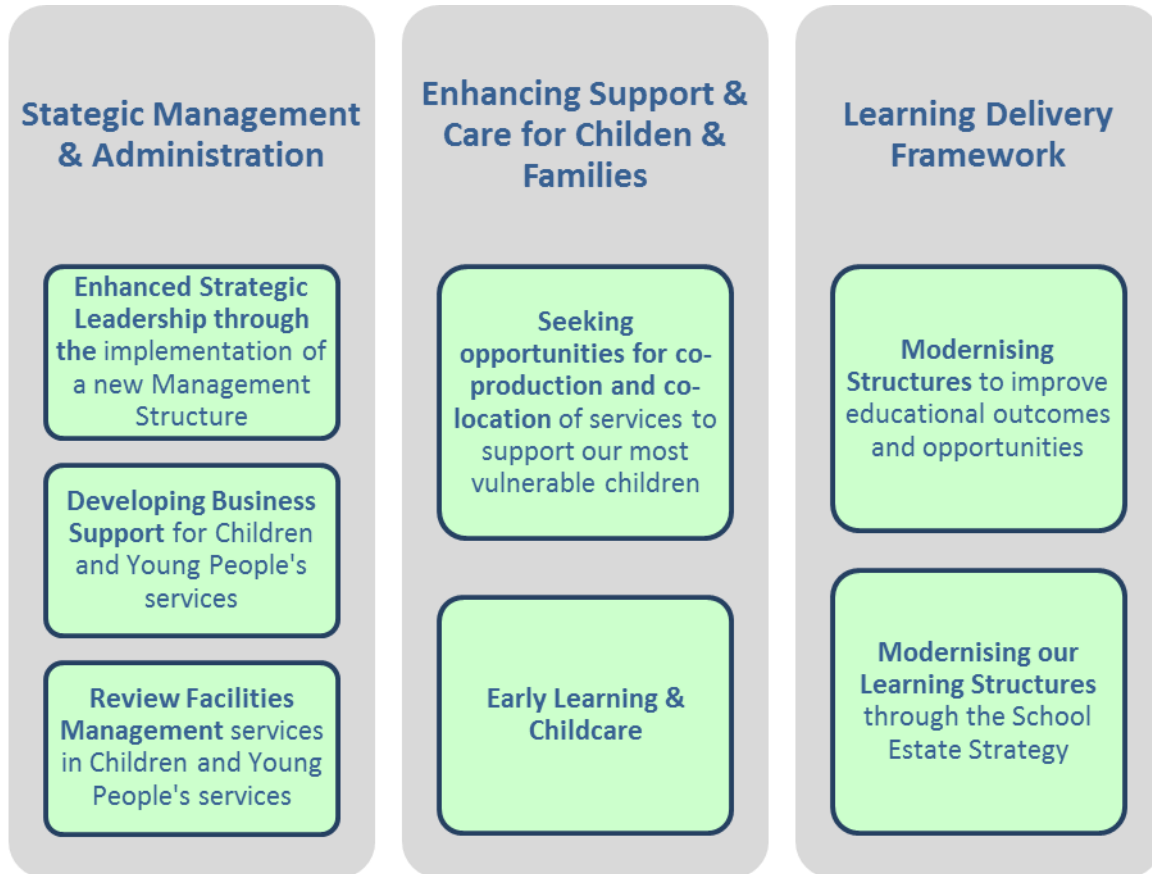 Stategic Management
& Administration
Enhanced Strategic
Leadership through
the implementation of
a new Management
Structure
Developing Business
Support for Children
and Young People's
services
Review Facilities
Management services
in Children and Young
People's services
Enhancing Support &
Care for Childen &
Families
Seeking
opportunities for co-
production and co-
location of services to
support our most
vulnerable children
Early Learning &
Childcare
Learning Delivery
Framework
Modernising
Structures to improve
educational outcomes
and opportunities
Modernising our
Learning Structures
through the School
Estate Strategy